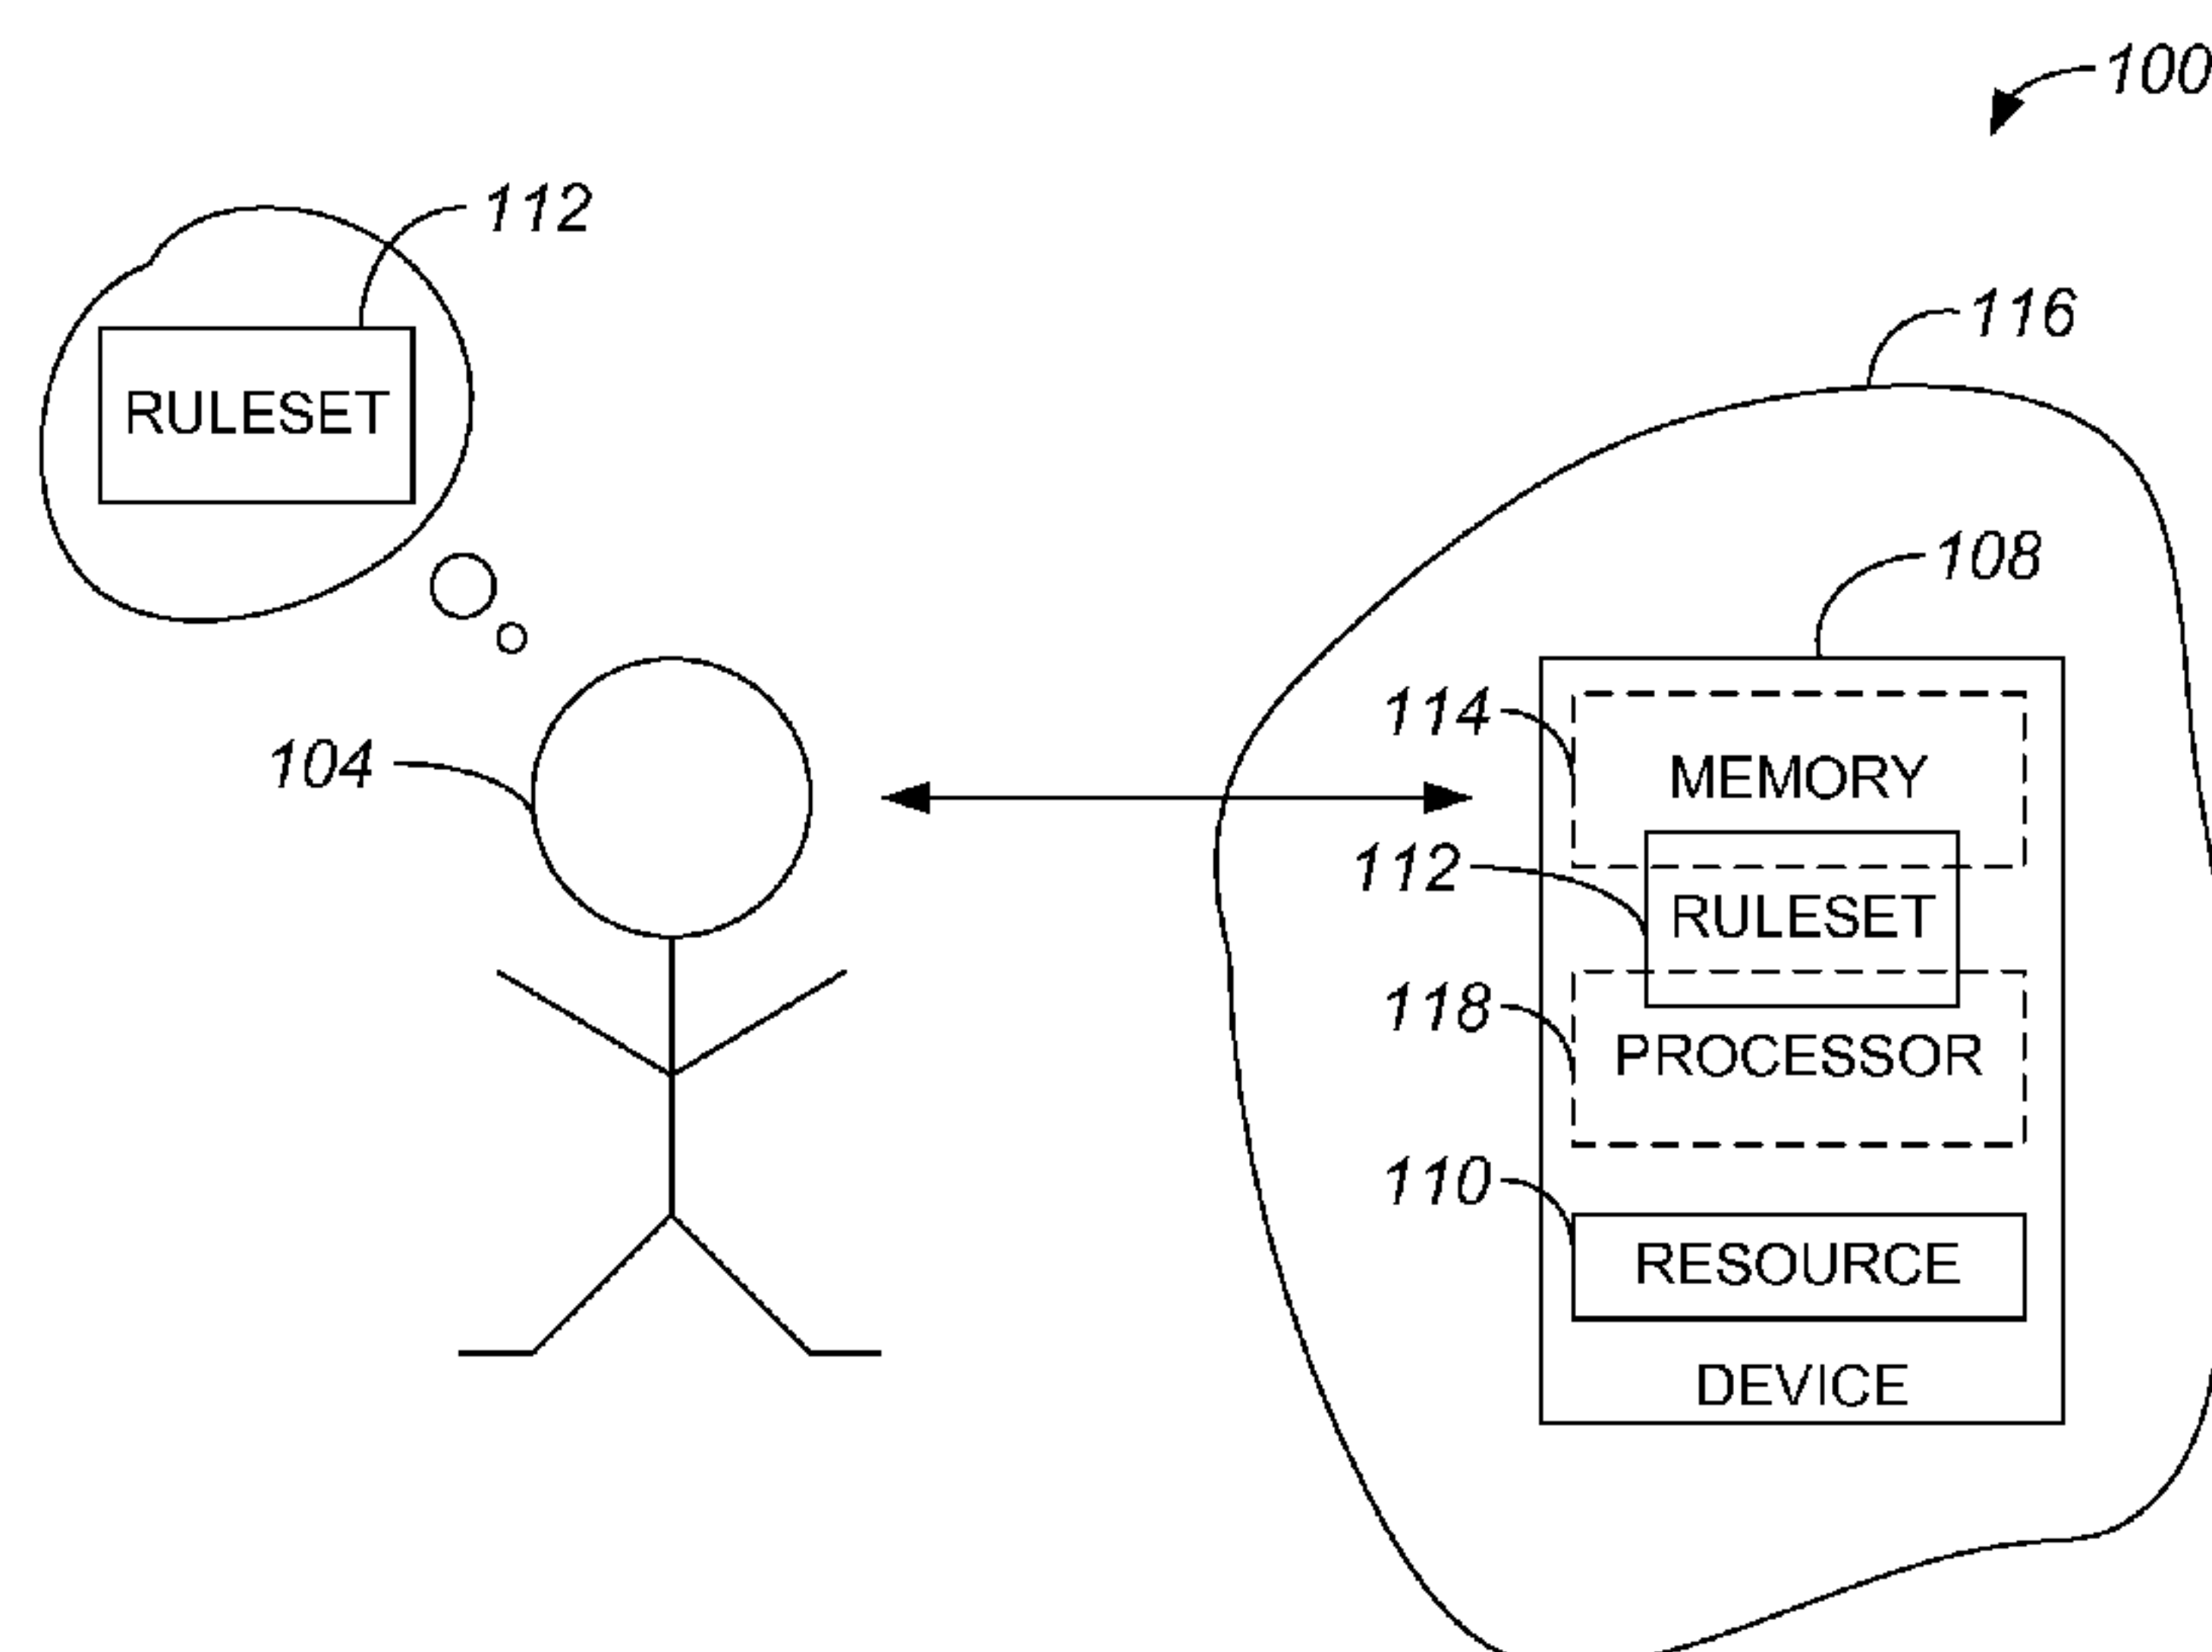 100
112
RULESET
116
108
114
MEMORY
104
112
RULESET
118
PROCESSOR
110
RESOURCE
DEVICE